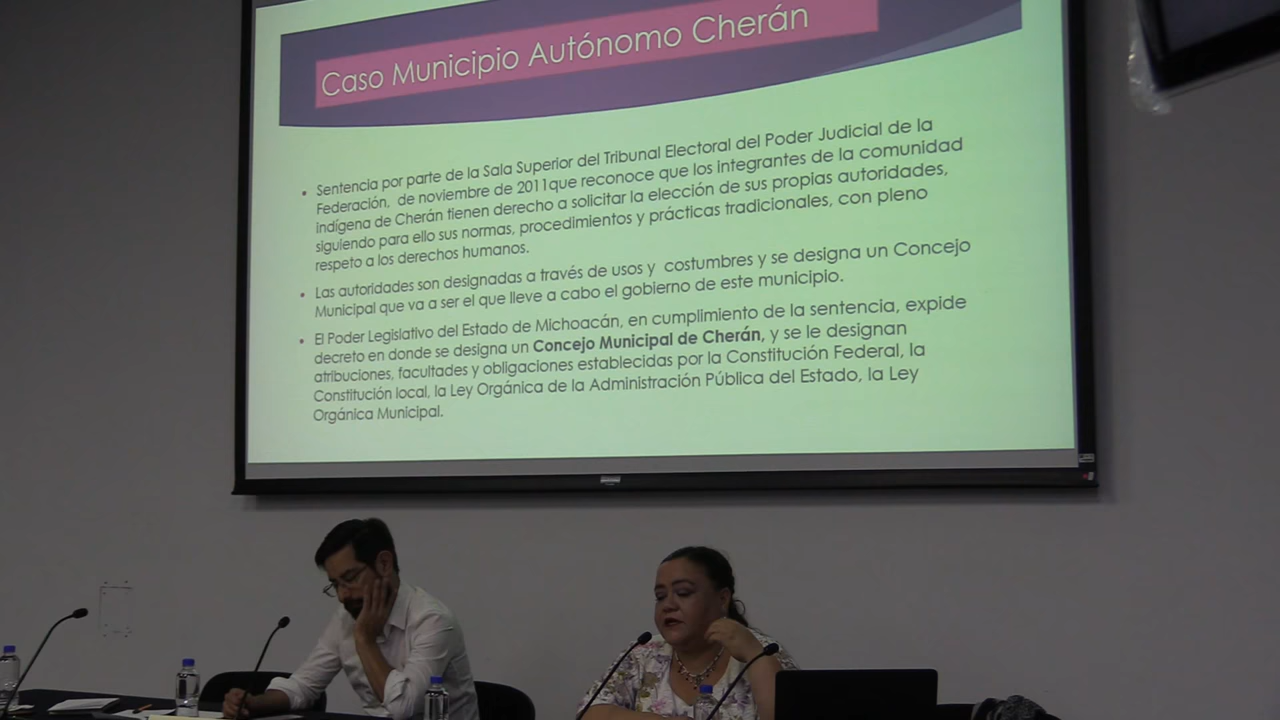 Caso Municipio Autónomo Cherán
• Sentencia por parte de la Sala Superior del Tribunal Electoral del Poder Judicial de la
Federación, de noviembre de 2011que reconoce que los integrantes de la comunidad
indígena de Cherán tienen derecho a solicitar la elección de sus propias autoridades,
siguiendo para ello sus normas, procedimientos y prácticas tradicionales, con pleno
respeto a los derechos humanos.
• Las autoridades son designadas a través de usos y costumbres y se designa un Concejo
Municipal que va a ser el que lleve a cabo el gobierno de este municipio.
• El Poder Legislativo del Estado de Michoacán, en cumplimiento de la sentencia, expide
decreto en donde se designa un Concejo Municipal de Cherán, y se le designan
atribuciones, facultades y obligaciones establecidas por la Constitución Federal, la
Constitución local, la Ley Orgánica de la Administración Pública del Estado, la Ley
Orgánica Municipal.